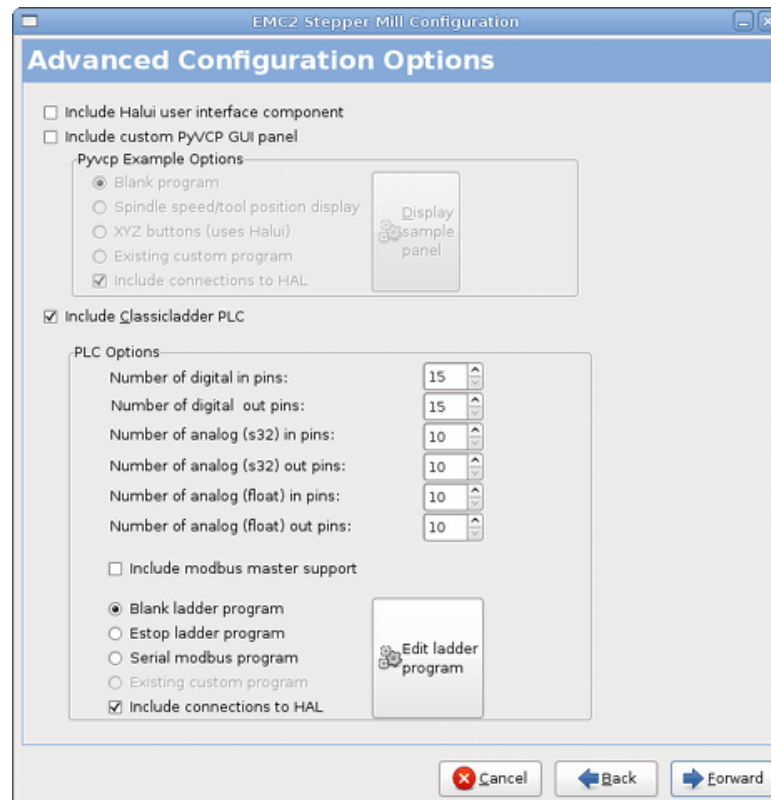 EMC2 Stepper Mill Configuration
Advanced Configuration Options
Include Halui user interface component
Include custom PyVCP GUI panel
Pyvcp Example Options
Blank program
Spindle speed/tool position display
XYZ buttons (uses Halui)
Existing custom program
Include connections to HAL
Display
sample
panel
Include Classicladder PLC
PLC Options
Number of digital in pins: 15
Number of digital out pins: 15
Number of analog (s32) in pins: 10
Number of analog (s32) out pins: 10
Number of analog (float) in pins: 10
Number of analog (float) out pins: 10
Include modbus master support
Blank ladder program
Estop ladder program
Serial modbus program
Existing custom program
Include connections to HAL
Edit ladder
program
Cancel Back Forward